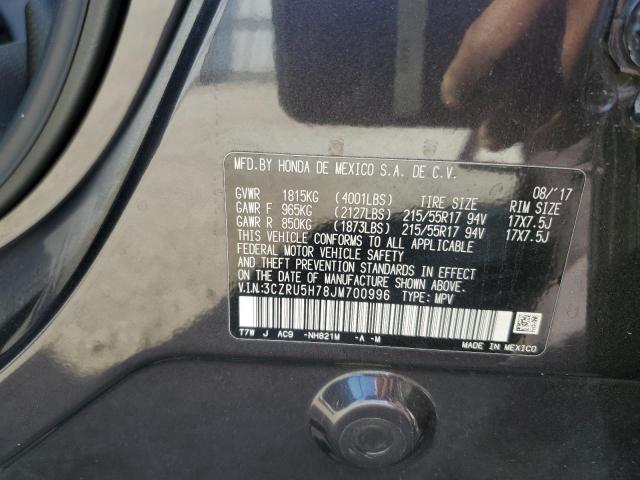 MFD.BY HONDA DE MEXICO S.A. DE C.V.
08/'17
GVWR 1815KG (4001LBS) TIRE SIZE RIM SIZE
GAWR F 965KG (2127LBS) 215/55R17 94V 17X7.5J
GAWR R 850KG (1873LBS) 215/55R17 94V 17X7.5J
THIS VEHICLE CONFORMS TO ALL APPLICABLE
FEDERAL MOTOR VEHICLE SAFETY
AND THEFT PREVENTION STANDARDS IN EFFECT
ON THE DATE OF MANUFACTURE SHOWN ABOVE.
V.I.N:3CZRU5H78JM700996 TYPE: MPV
T7W J AC9 -NH821M -A -M
MADE IN MEXICO